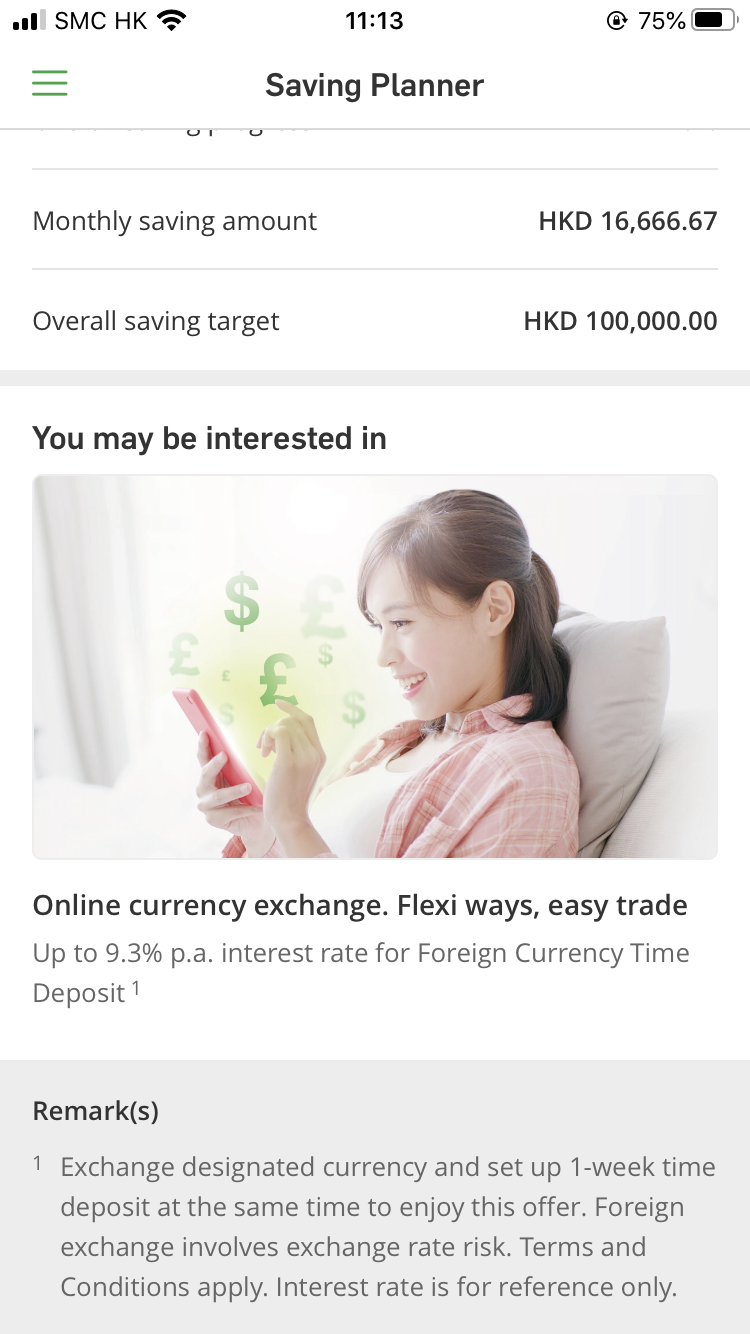 SMC HK 11:13 75%
Saving Planner
Monthly saving amount HKD 16,666.67
Overall saving target HKD 100,000.00
You may be interested in
$ £
£ £ £ $
$ $
Online currency exchange. Flexi ways, easy trade
Up to 9.3% p.a. interest rate for Foreign Currency Time
Deposit 1
Remark(s)
1 Exchange designated currency and set up 1-week time
deposit at the same time to enjoy this offer. Foreign
exchange involves exchange rate risk. Terms and
Conditions apply. Interest rate is for reference only.